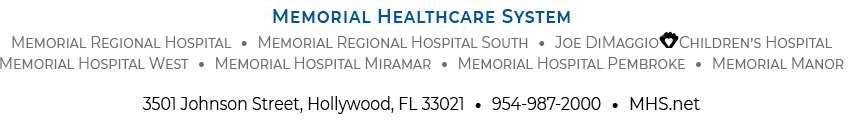 Memorial Healthcare System
Memorial Regional Hospital • Memorial Regional Hospital South • Joe DiMaggio Children's Hospital
Memorial Hospital West • Memorial Hospital Miramar • Memorial Hospital Pembroke • Memorial Manor
3501 Johnson Street, Hollywood, FL 33021 • 954-987-2000 • MHS.net